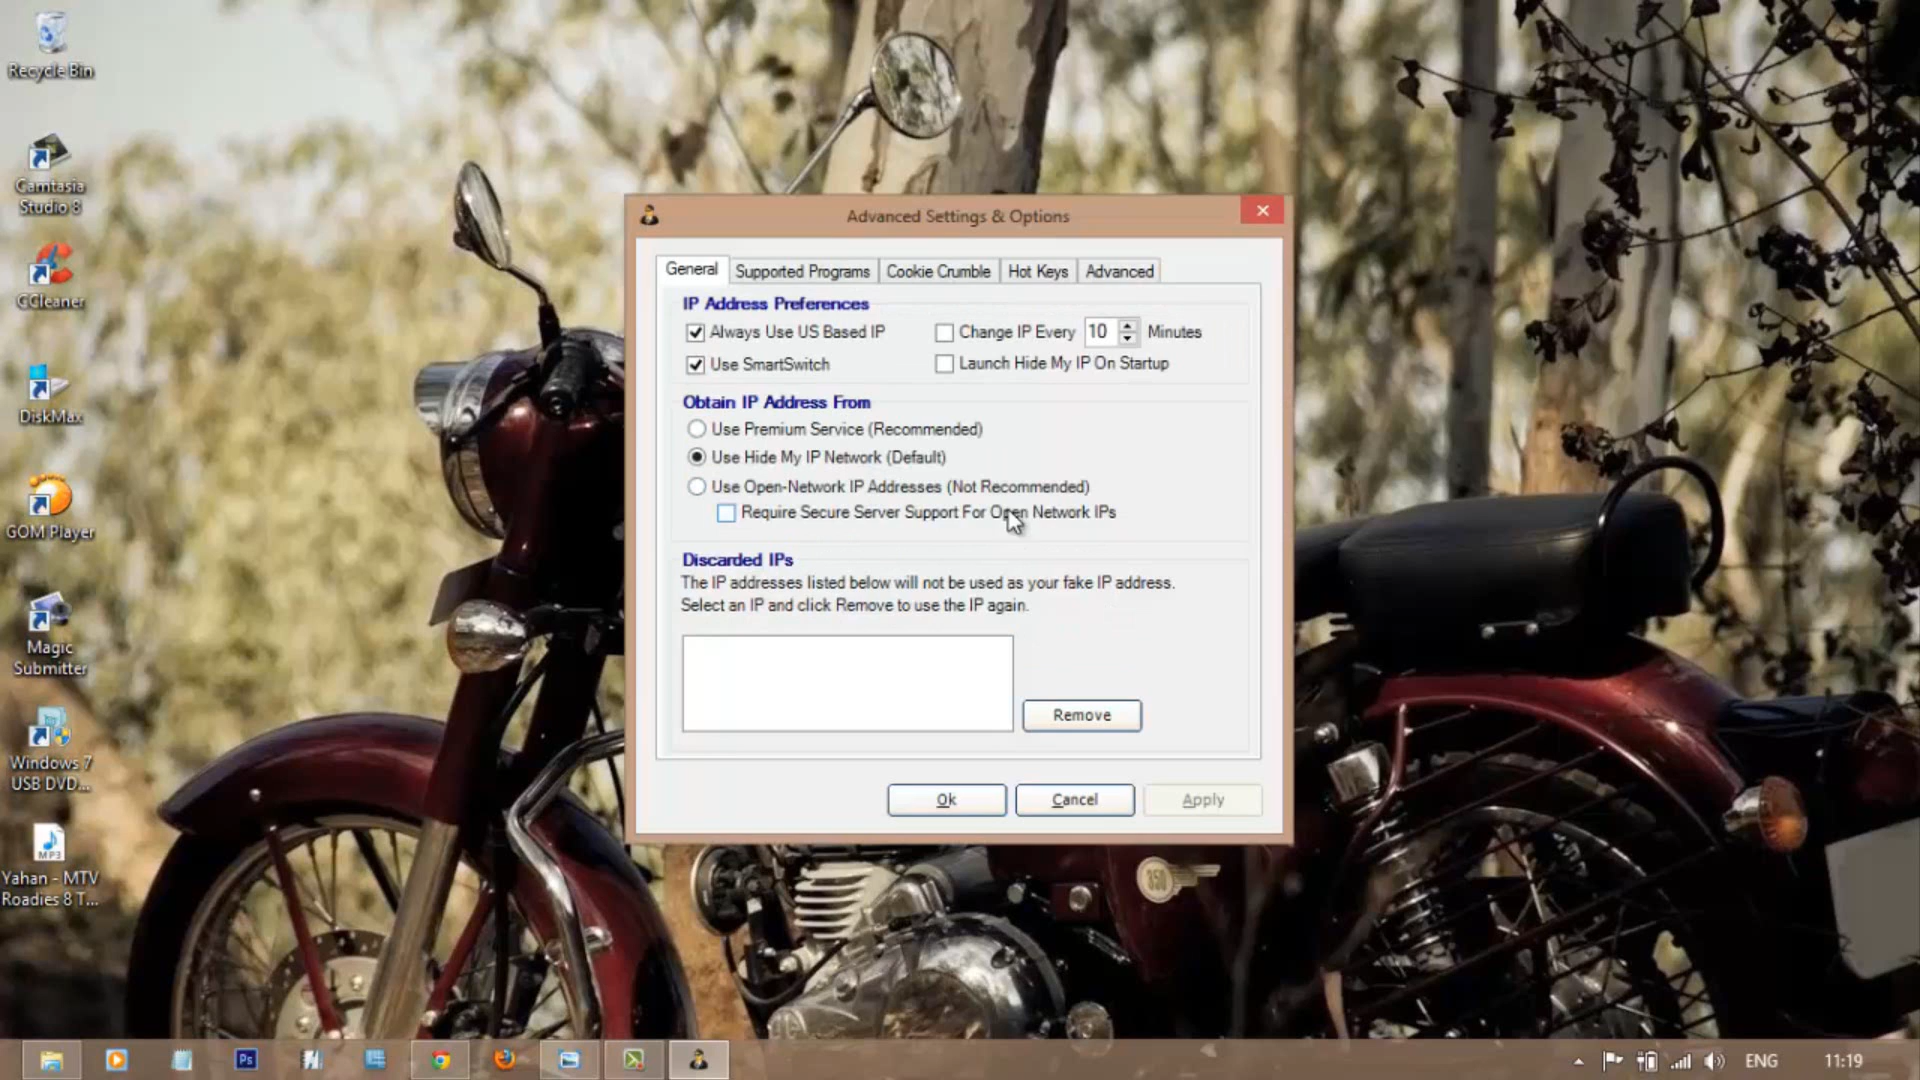 Recycle Bin
Camtasia
Studio 8
CCleaner
DiskMax
GOM Player
Magic
Submitter
Windows 7
USB DVD...
MP3
Yahan - MTV
Roadies 8 T...
Advanced Settings & Options
General
Supported Programs
Cookie Crumble
Hot Keys
Advanced
IP Address Preferences
Always Use US Based IP
Change IP Every 10 Minutes
Use SmartSwitch
Launch Hide My IP On Startup
Obtain IP Address From
Use Premium Service (Recommended)
Use Hide My IP Network (Default)
Use Open-Network IP Addresses (Not Recommended)
Require Secure Server Support For Open Network IPs
Discarded IPs
The IP addresses listed below will not be used as your fake IP address.
Select an IP and click Remove to use the IP again.
Remove
Ok
Cancel
Apply
350
Ps
ENG
11:19